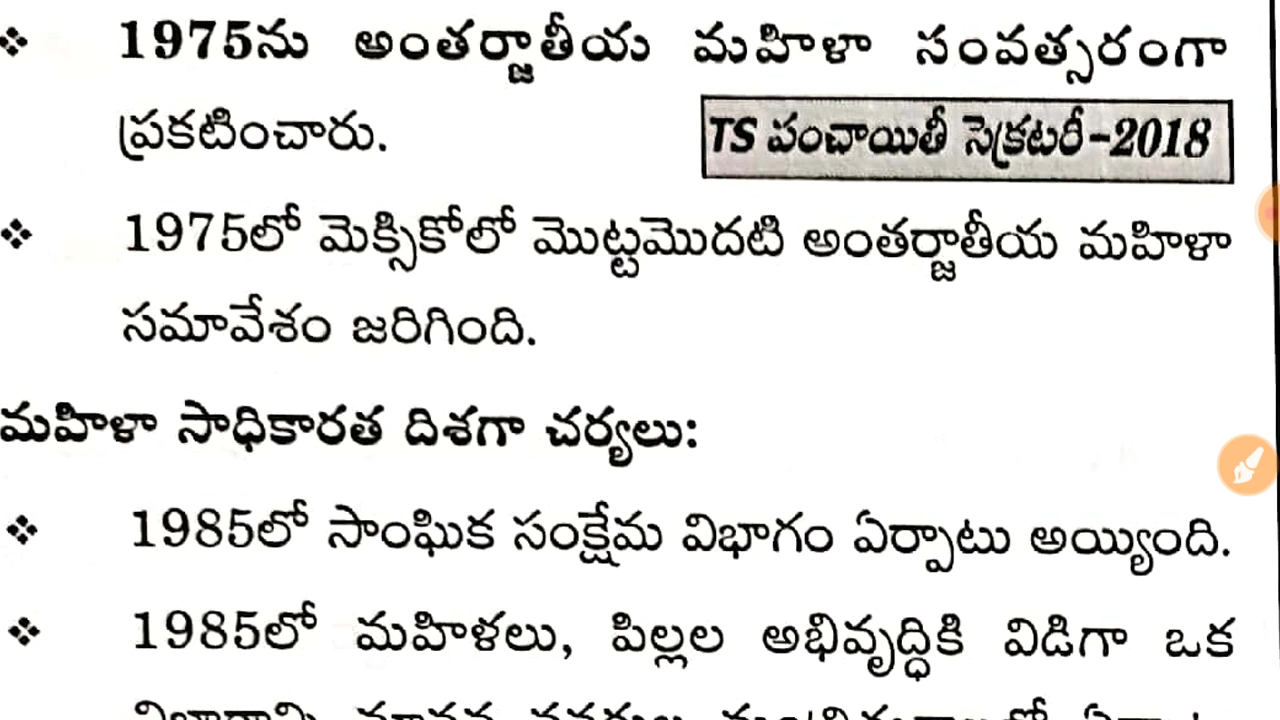 ❖ 1975ను అంతర్జాతీయ మహిళా సంవత్సరంగా
ప్రకటించారు. TS పంచాయితీ సెక్రటరీ-2018
❖ 1975లో మెక్సికోలో మొట్టమొదటి అంతర్జాతీయ మహిళా
సమావేశం జరిగింది.
మహిళా సాధికారత దిశగా చర్యలు:
❖ 1985లో సాంఘిక సంక్షేమ విభాగం ఏర్పాటు అయ్యింది.
❖ 1985లో మహిళలు, పిల్లల అభివృద్ధికి విడిగా ఒక